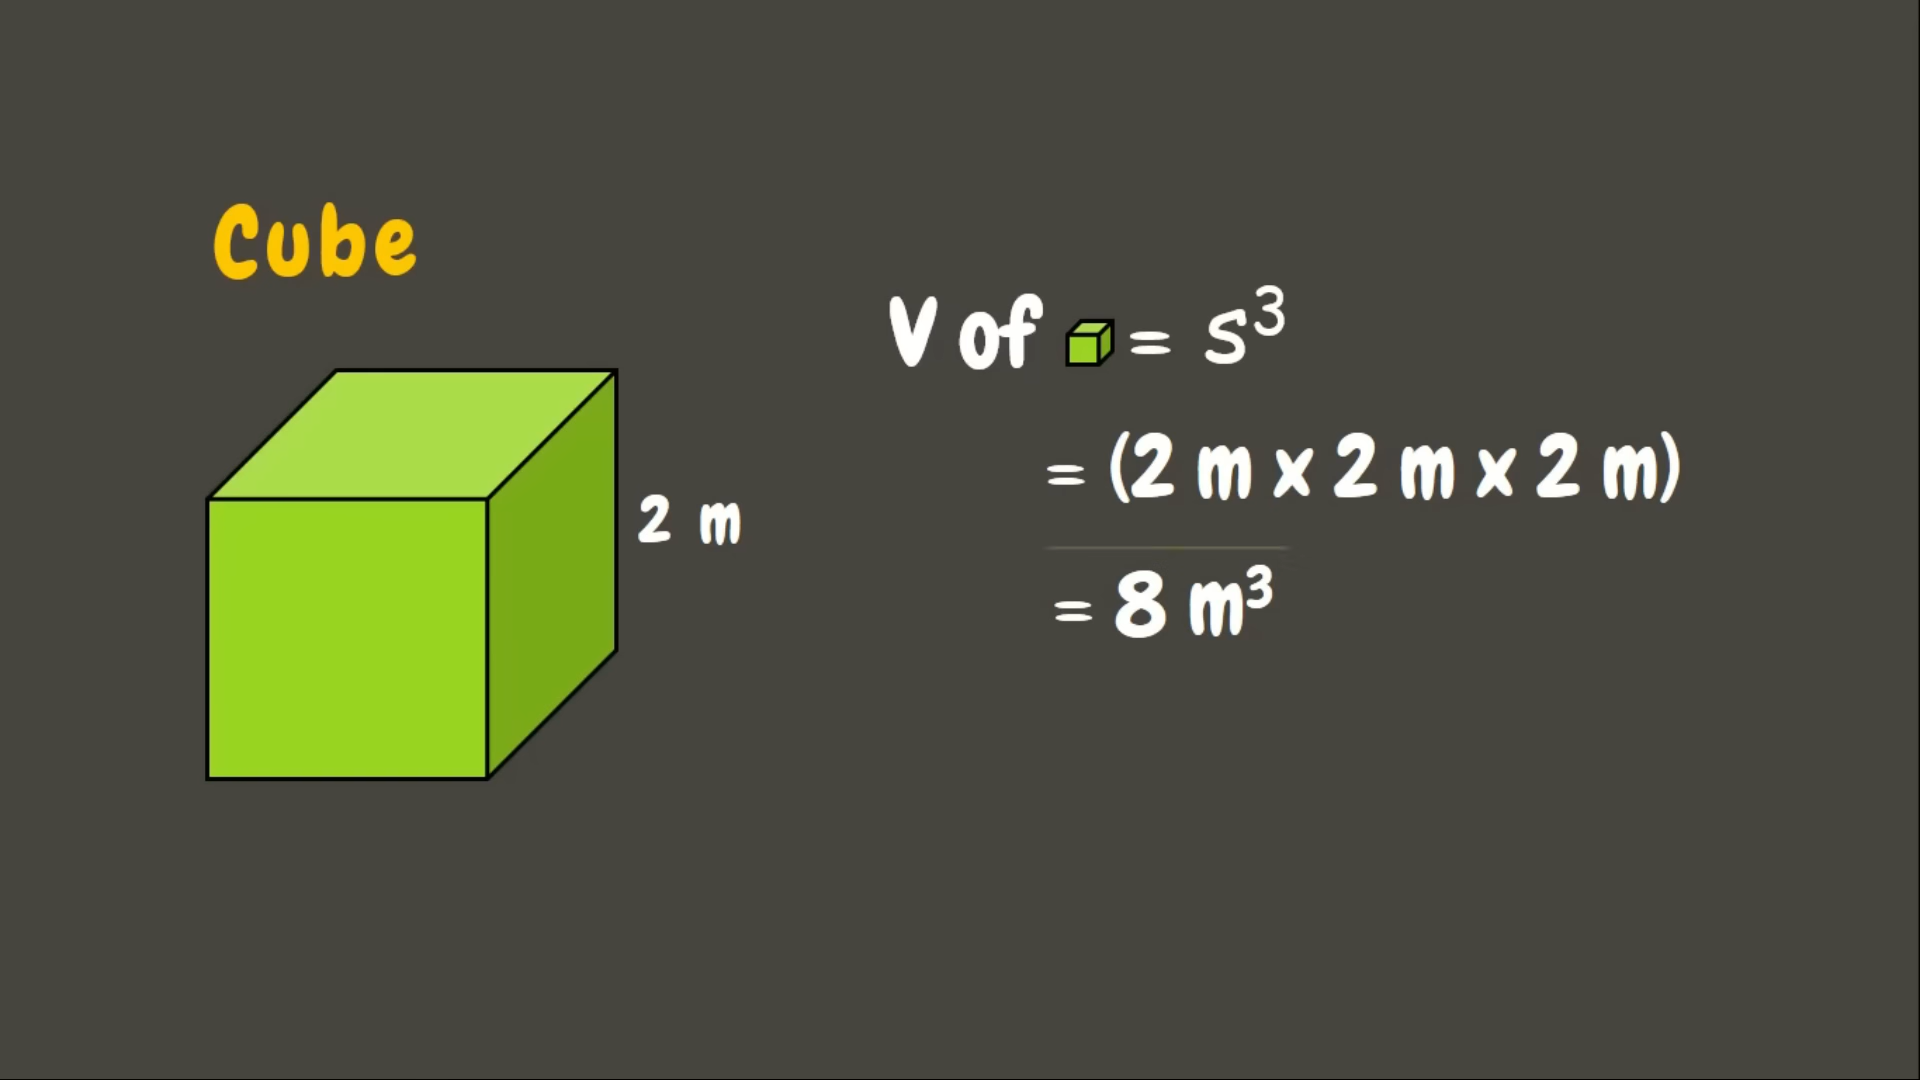 Cube
V of = s³
= (2 m x 2 m x 2 m)
2 m
= 8 m³